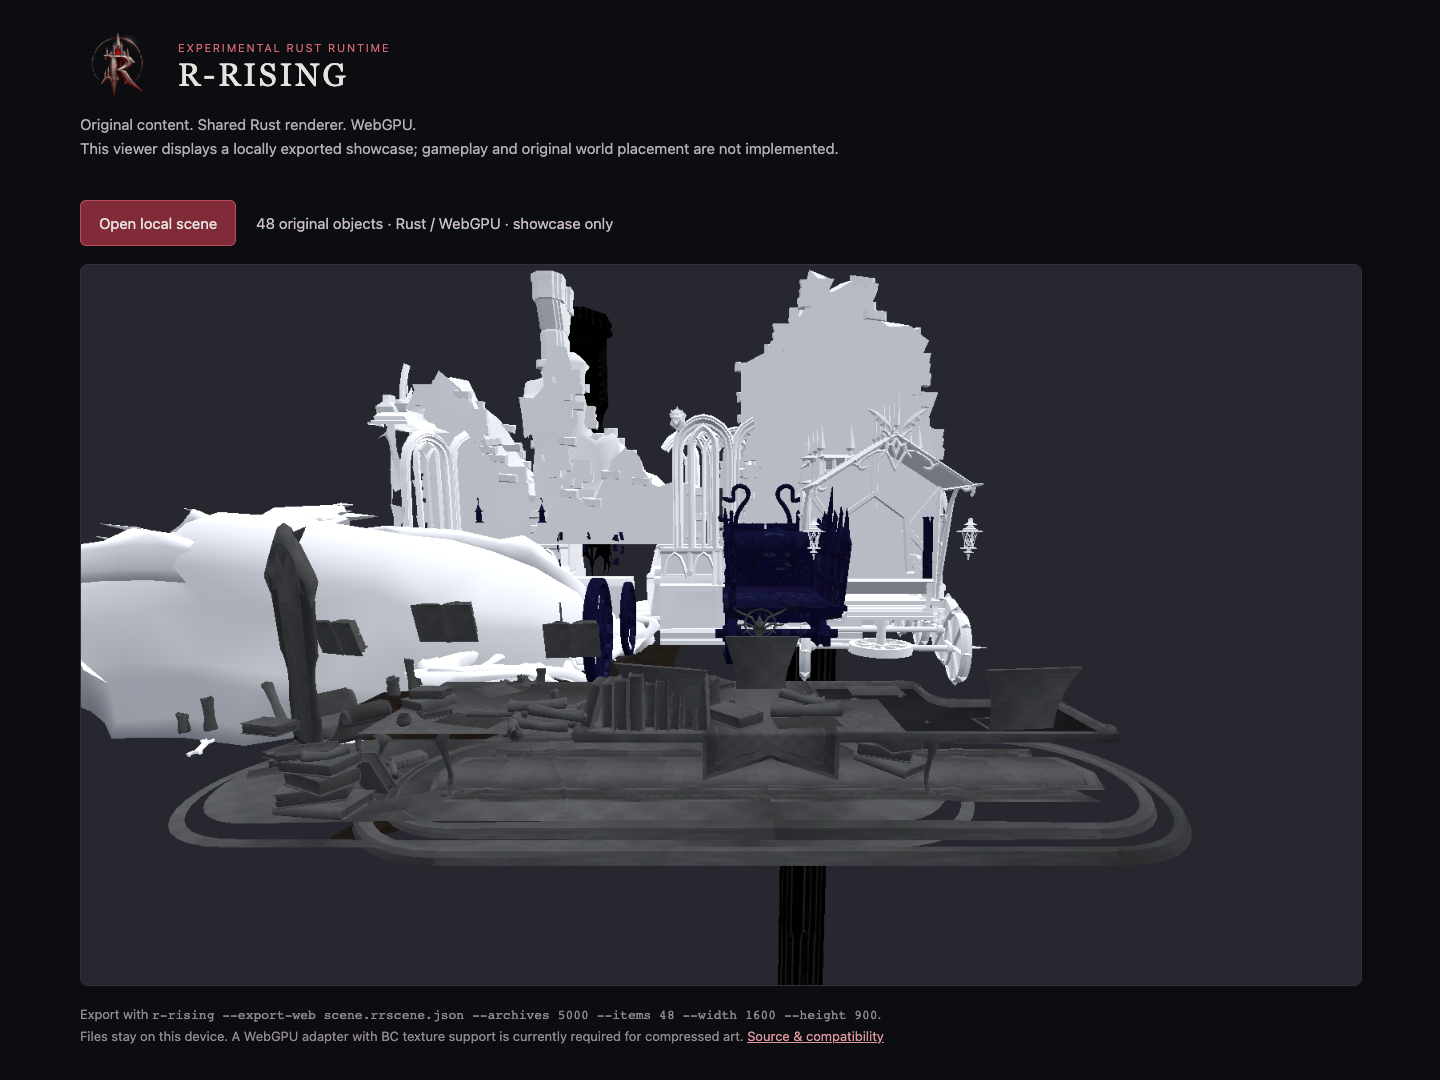 EXPERIMENTAL RUST RUNTIME
R-RISING
Original content. Shared Rust renderer. WebGPU.
This viewer displays a locally exported showcase; gameplay and original world placement are not implemented.
Open local scene
48 original objects · Rust / WebGPU · showcase only
Export with r-rising --export-web scene.rrscene.json --archives 5000 --items 48 --width 1600 --height 900.
Files stay on this device. A WebGPU adapter with BC texture support is currently required for compressed art. Source & compatibility